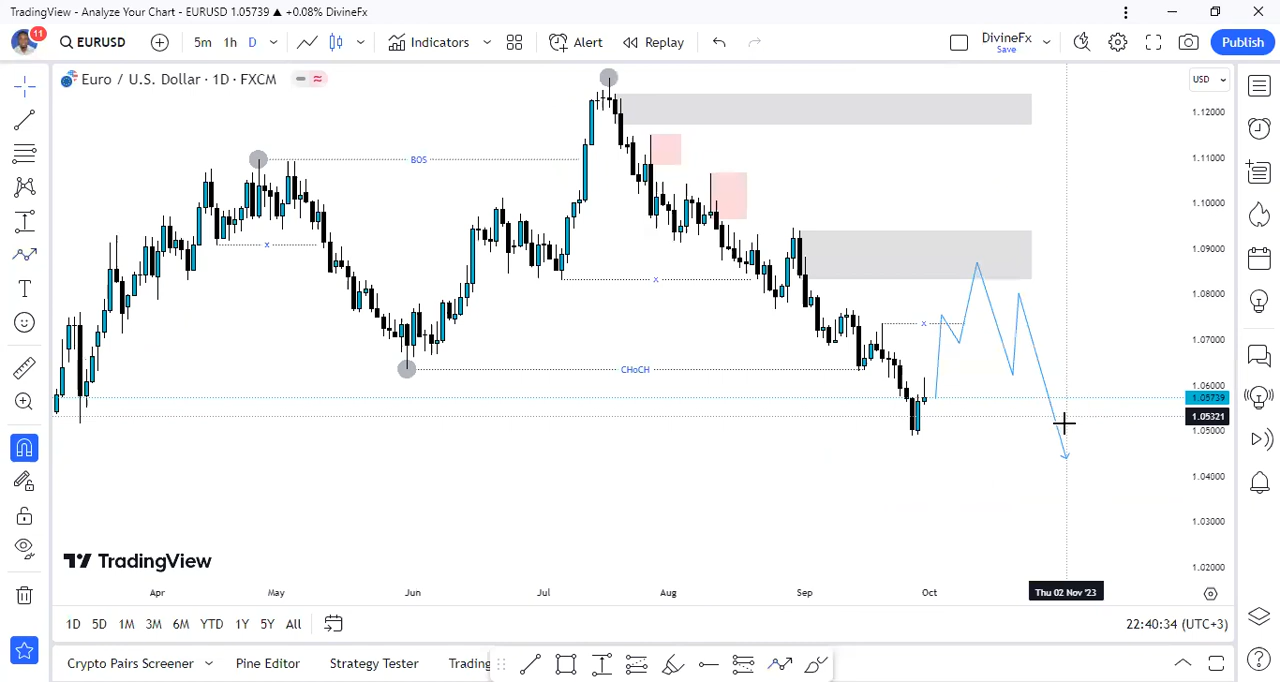 TradingView - Analyze Your Chart - EURUSD 1.05739 ▲ +0.08% DivineFx
11 EURUSD 5m 1h D Indicators Alert Replay DivineFx Save Publish
Euro / U.S. Dollar · 1D · FXCM
USD
1.12000
BOS
1.11000
1.10000
x
1.09000
x
1.08000
x
1.07000
CHoCH
1.06000
1.05739
1.05321
1.05000
1.04000
1.03000
TradingView
1.02000
Apr May Jun Jul Aug Sep Oct Thu 02 Nov '23
1D 5D 1M 3M 6M YTD 1Y 5Y All 22:40:34 (UTC+3)
Crypto Pairs Screener Pine Editor Strategy Tester Trading